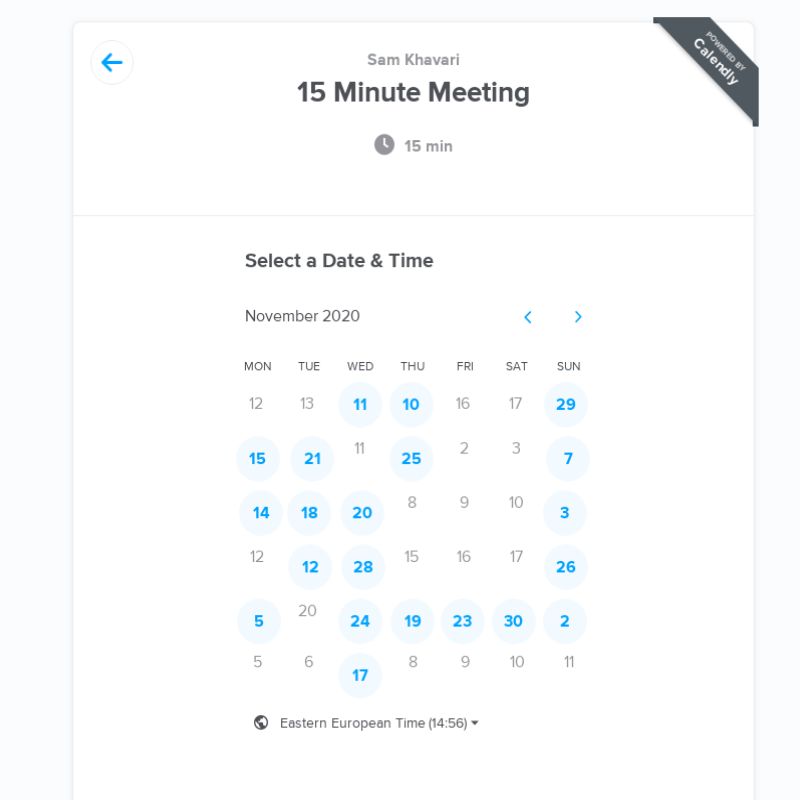 Sam Khavari
POWERED BY
Calendly
15 Minute Meeting
15 min
Select a Date & Time
November 2020
MON TUE WED THU FRI SAT SUN
12 13 11 10 16 17 29
15 21 11 25 2 3 7
14 18 20 8 9 10 3
12 12 28 15 16 17 26
5 20 24 19 23 30 2
5 6 17 8 9 10 11
Eastern European Time (14:56)